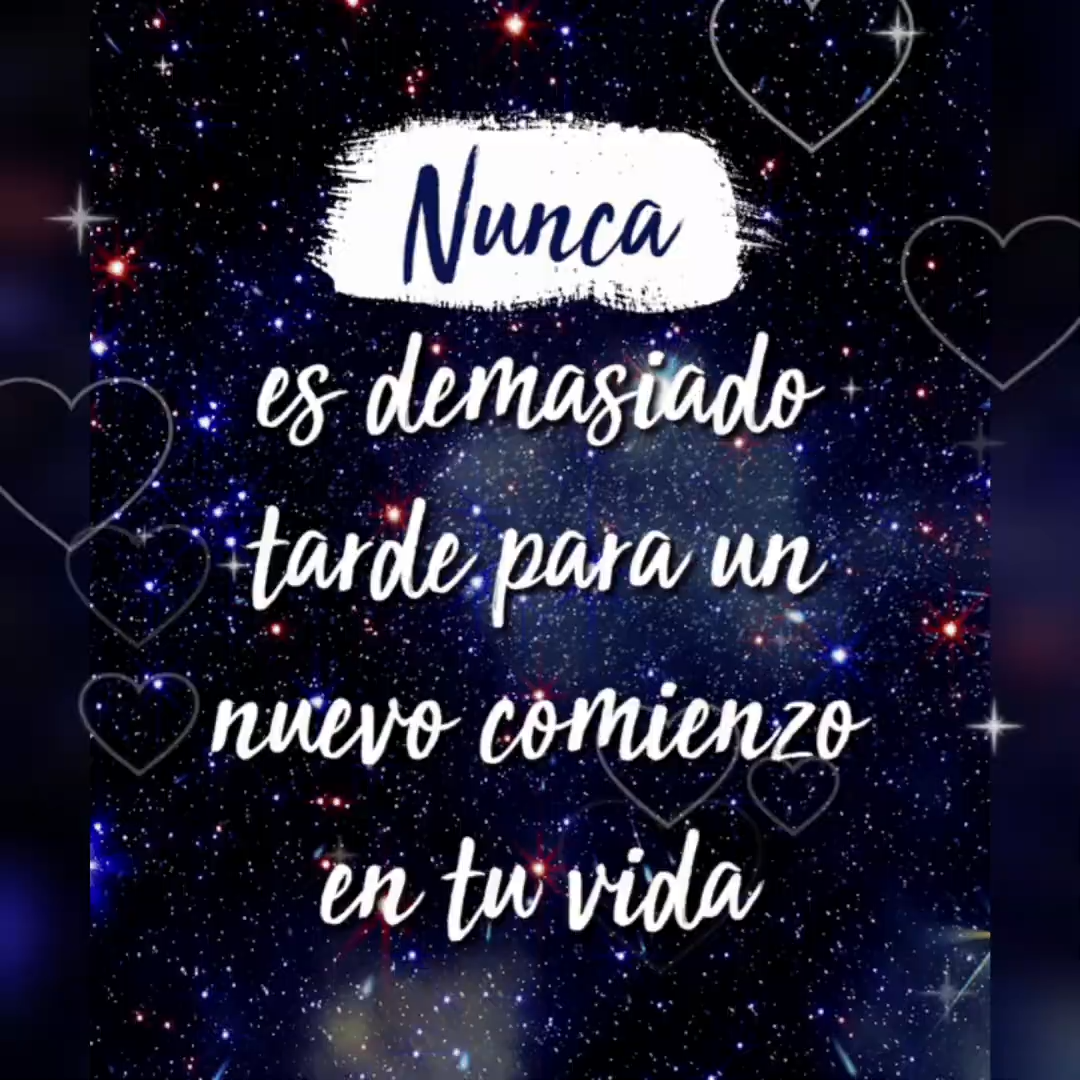 Nunca
es demasiado
tarde para un
nuevo comienzo
en tu vida